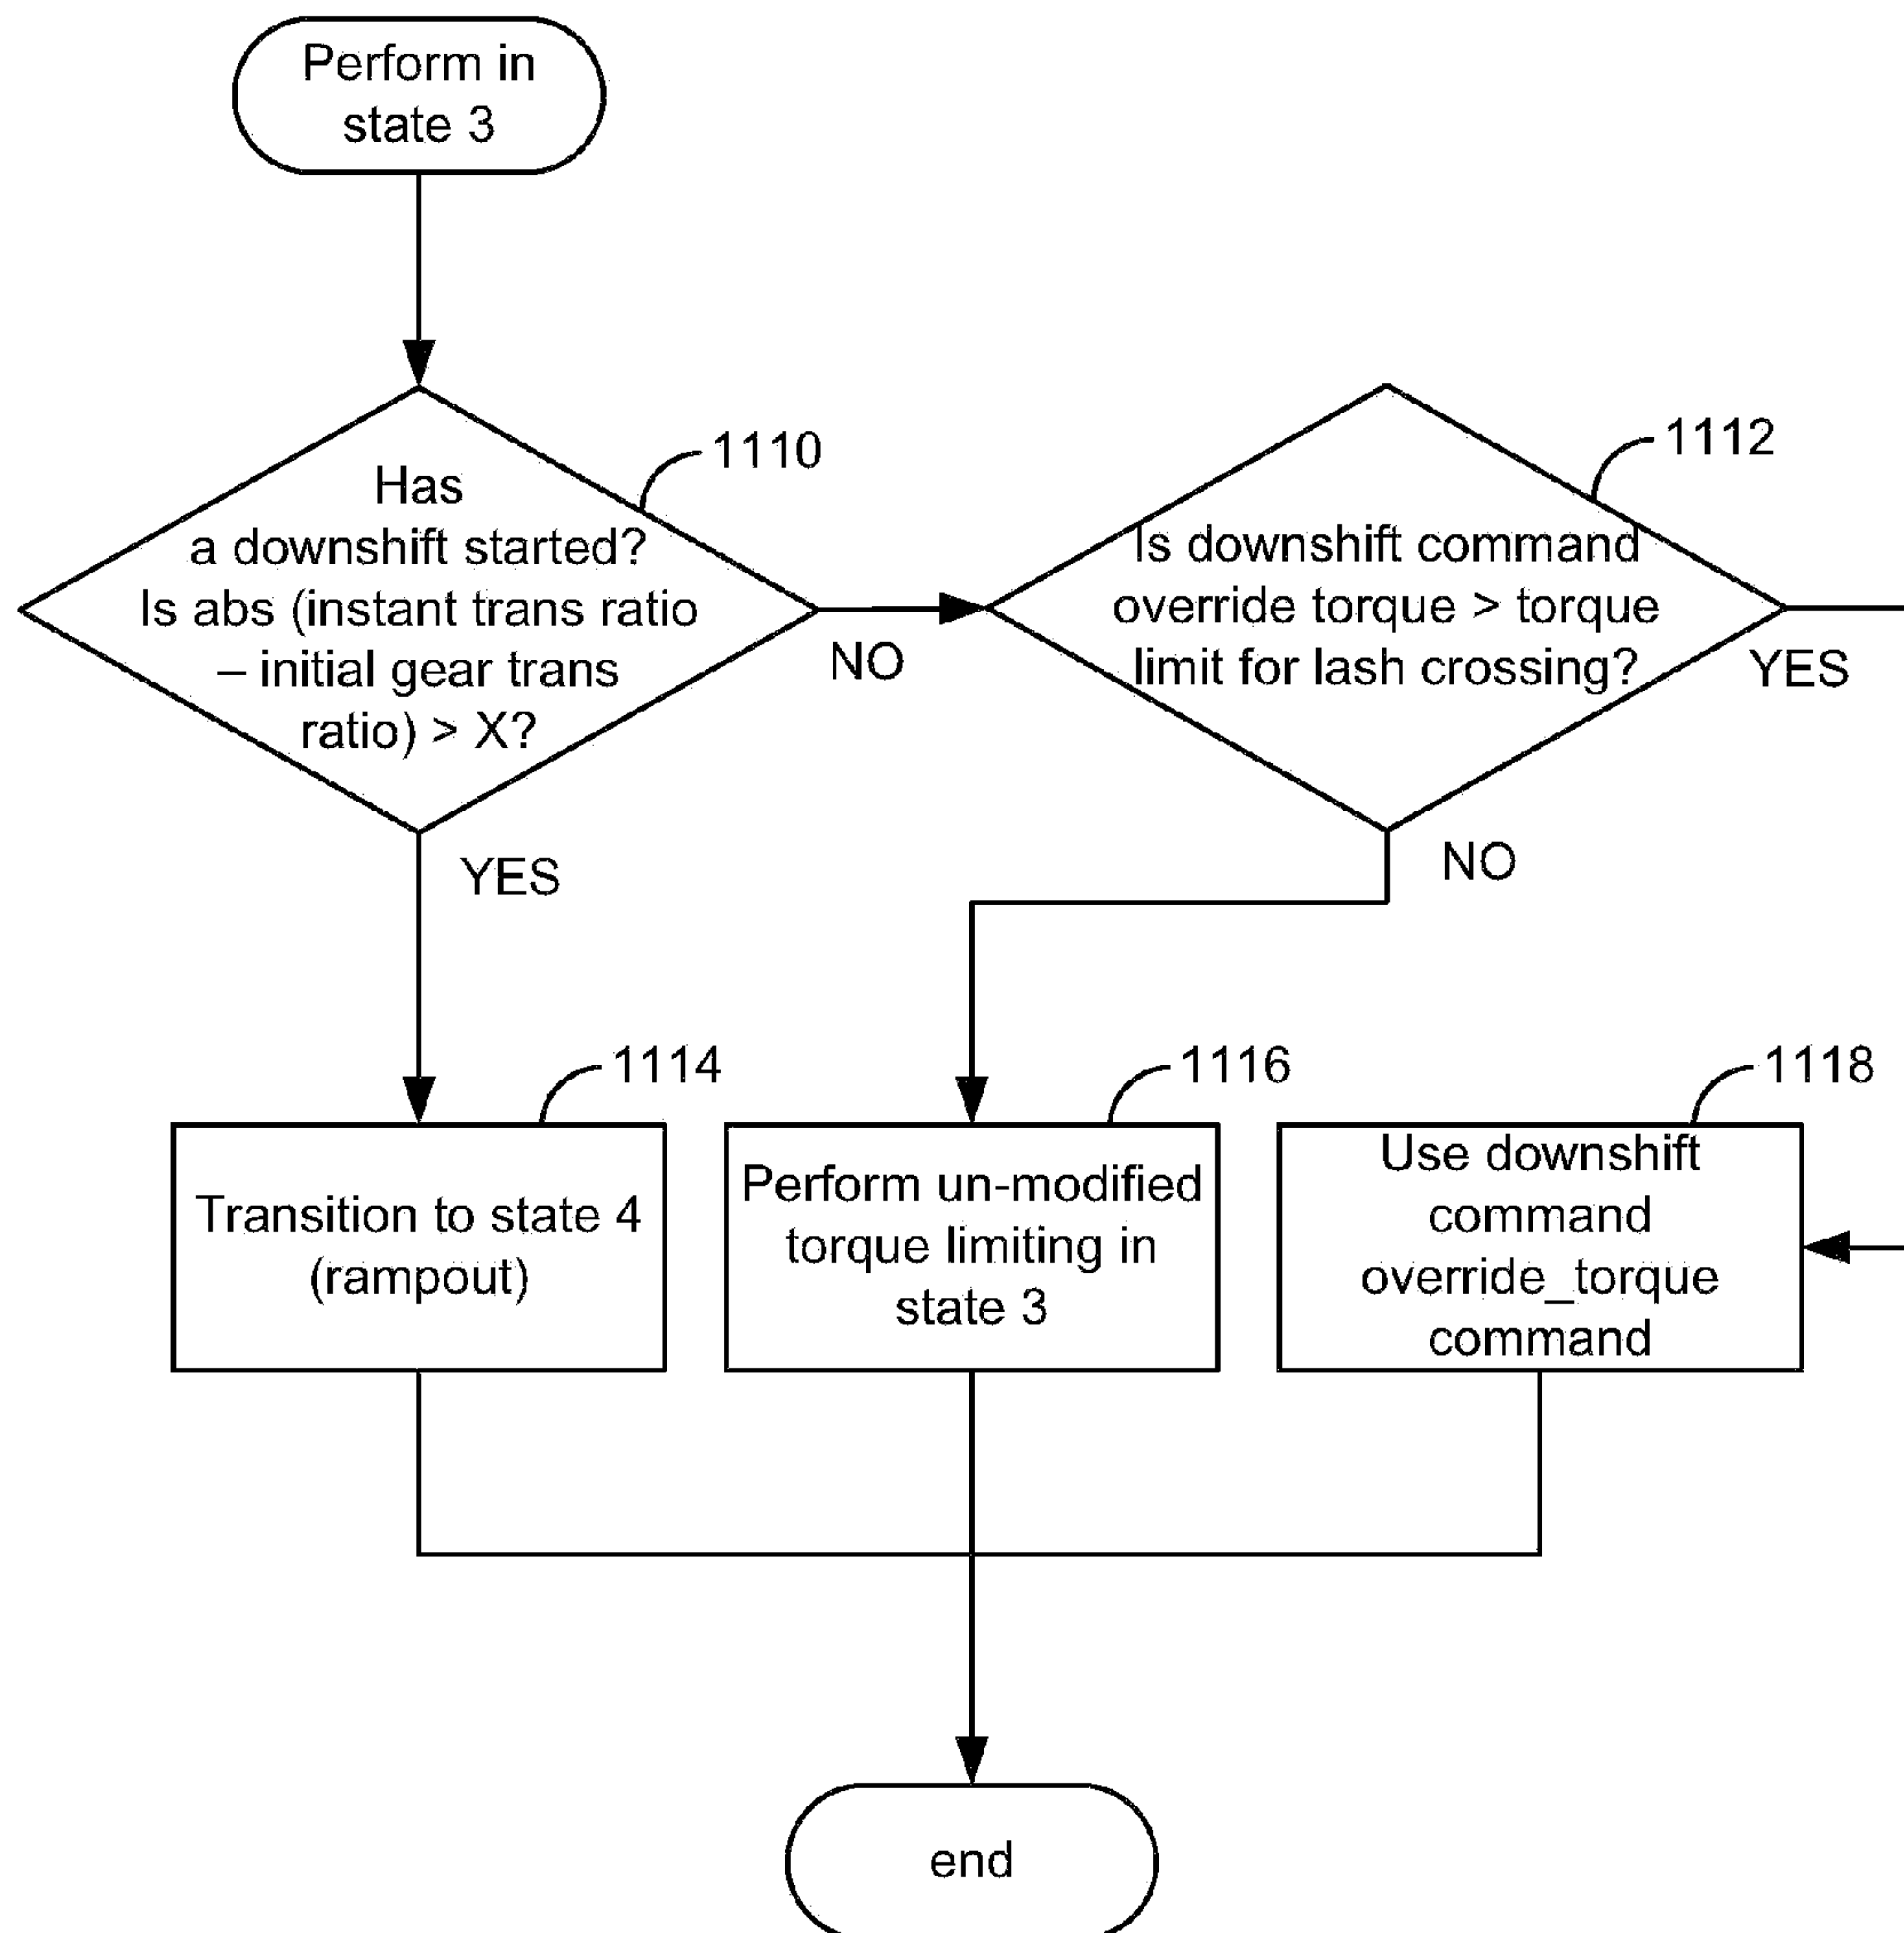 Perform in
state 3
1110
Has
a downshift started?
Is abs (instant trans ratio
– initial gear trans
ratio) > X?
NO
YES
1112
Is downshift command
override torque > torque
limit for lash crossing?
YES
NO
1114
Transition to state 4
(rampout)
1116
Perform un-modified
torque limiting in
state 3
1118
Use downshift
command
override_torque
command
end